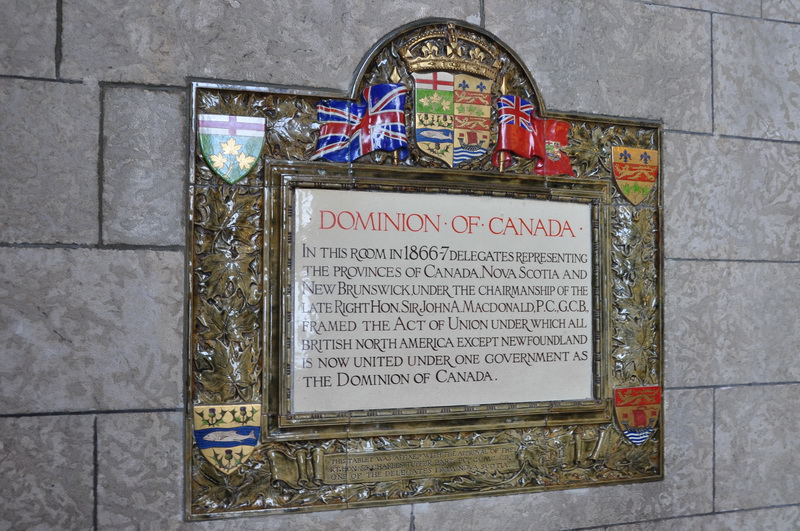 DOMINION · OF · CANADA ·
IN THIS ROOM IN 1866-7 DELEGATES REPRESENTING
THE PROVINCES OF CANADA, NOVA SCOTIA AND
NEW BRUNSWICK, UNDER THE CHAIRMANSHIP OF THE
LATE RIGHT HON. SIR JOHN A. MACDONALD, P.C., G.C.B.,
FRAMED THE ACT OF UNION UNDER WHICH ALL
BRITISH NORTH AMERICA EXCEPT NEWFOUNDLAND
IS NOW UNITED UNDER ONE GOVERNMENT AS
THE DOMINION OF CANADA.